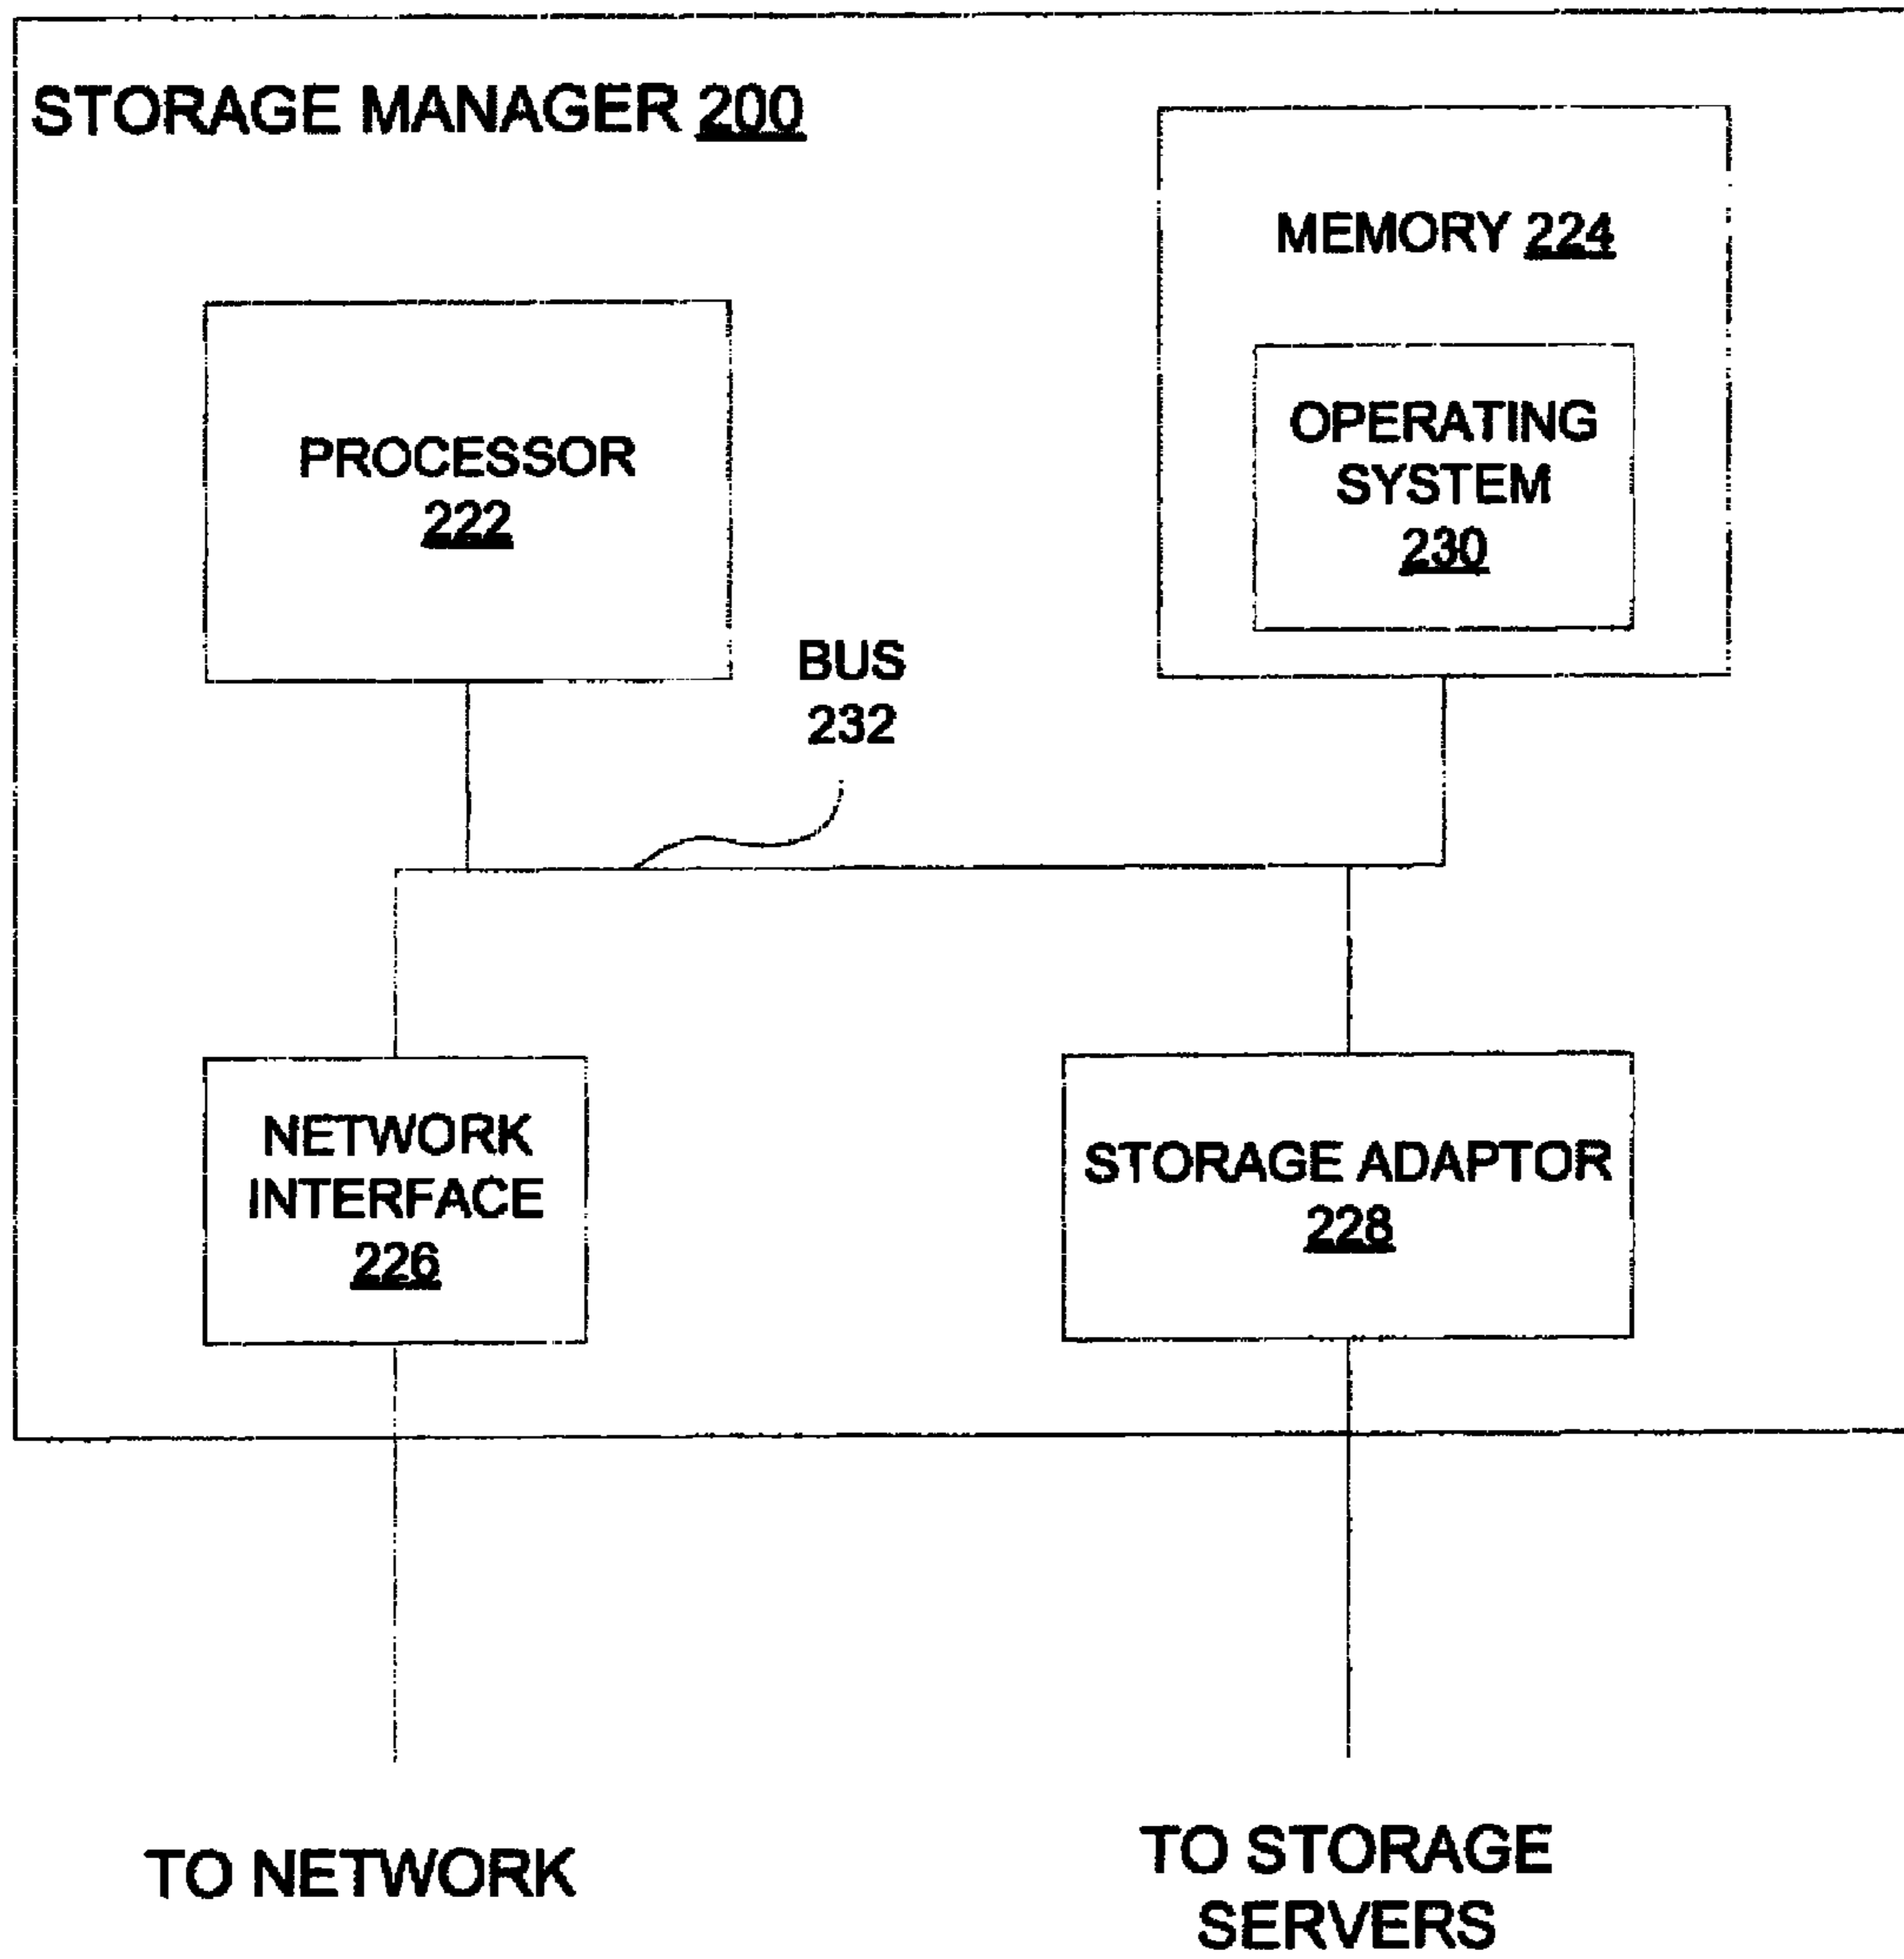 STORAGE MANAGER 200
MEMORY 224
PROCESSOR
222
OPERATING
SYSTEM
230
BUS
232
NETWORK
INTERFACE
226
STORAGE ADAPTOR
228
TO NETWORK
TO STORAGE
SERVERS